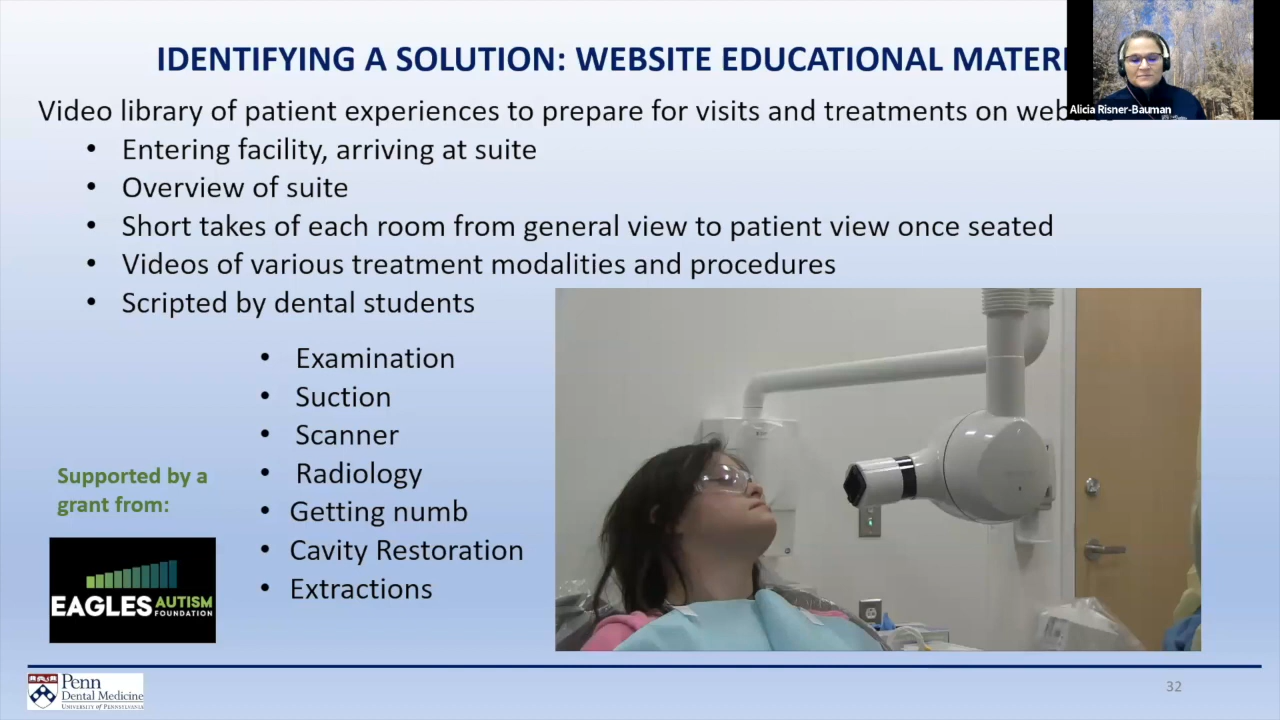 IDENTIFYING A SOLUTION: WEBSITE EDUCATIONAL
Alicia Risner-Bauman
Video library of patient experiences to prepare for visits and treatments on
• Entering facility, arriving at suite
• Overview of suite
• Short takes of each room from general view to patient view once seated
• Videos of various treatment modalities and procedures
• Scripted by dental students
• Examination
• Suction
• Scanner
• Radiology
• Getting numb
• Cavity Restoration
• Extractions
Supported by a
grant from:
EAGLES AUTISM
FOUNDATION
Penn
Dental Medicine
UNIVERSITY of PENNSYLVANIA
32